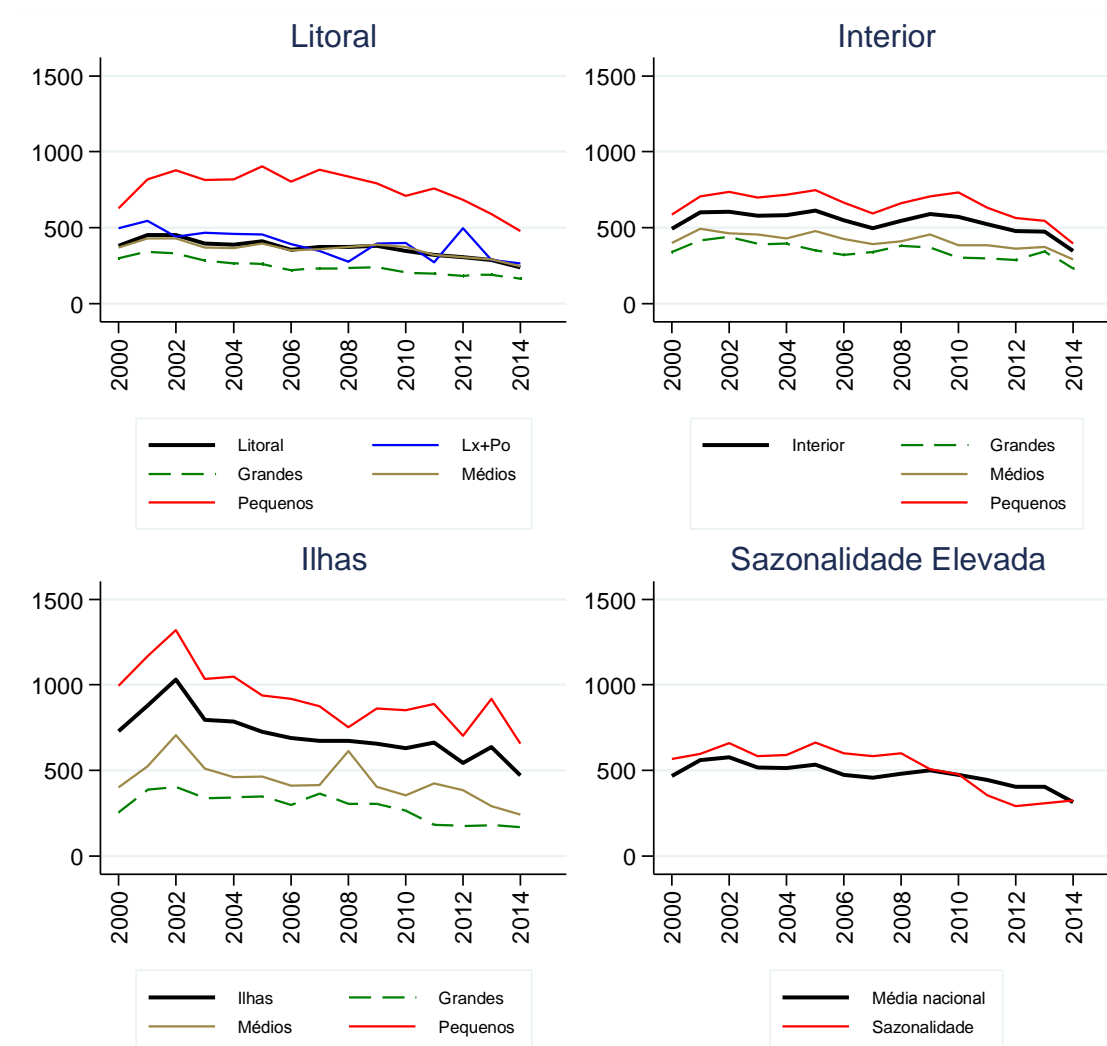 Litoral
1500
1000
500
0
2000
2002
2004
2006
2008
2010
2012
2014
Litoral
Lx+Po
Grandes
Médios
Pequenos
Interior
1500
1000
500
0
2000
2002
2004
2006
2008
2010
2012
2014
Interior
Grandes
Médios
Pequenos
Ilhas
1500
1000
500
0
2000
2002
2004
2006
2008
2010
2012
2014
Ilhas
Grandes
Médios
Pequenos
Sazonalidade Elevada
1500
1000
500
0
2000
2002
2004
2006
2008
2010
2012
2014
Média nacional
Sazonalidade